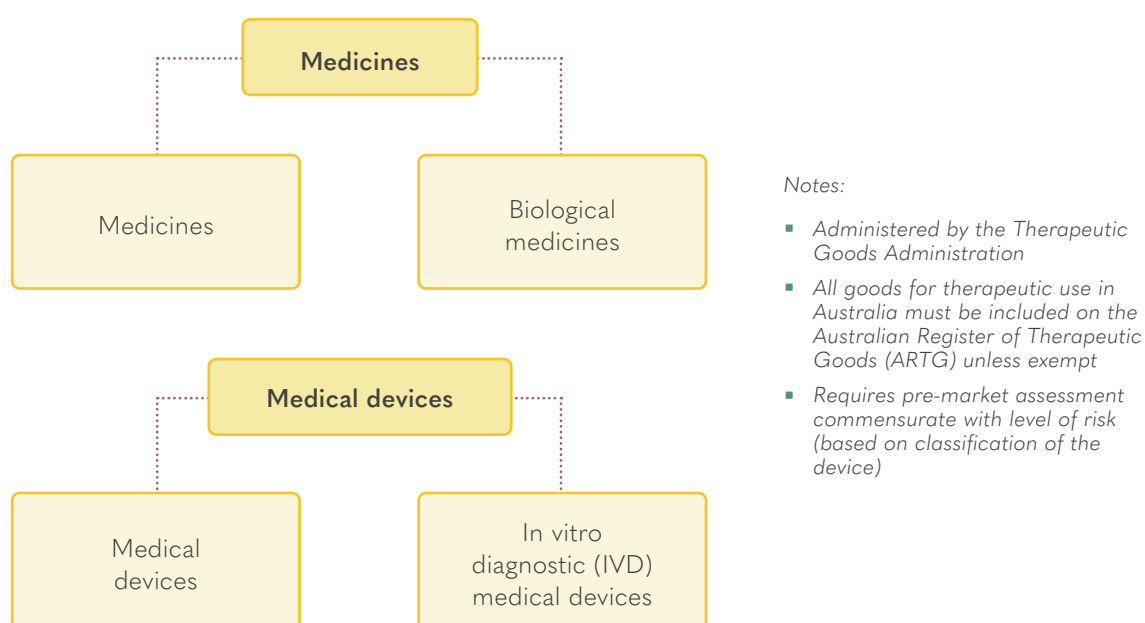 Medicines
Medicines
Biological
medicines
Medical devices
Medical
devices
In vitro
diagnostic (IVD)
medical devices
Notes:
▪ Administered by the Therapeutic
Goods Administration
▪ All goods for therapeutic use in
Australia must be included on the
Australian Register of Therapeutic
Goods (ARTG) unless exempt
▪ Requires pre-market assessment
commensurate with level of risk
(based on classification of the
device)